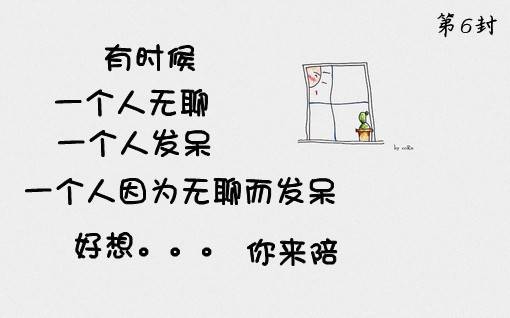 第6封
有时候
一个人无聊
一个人发呆
by coRa
一个人因为无聊而发呆
好想。。。 你来陪